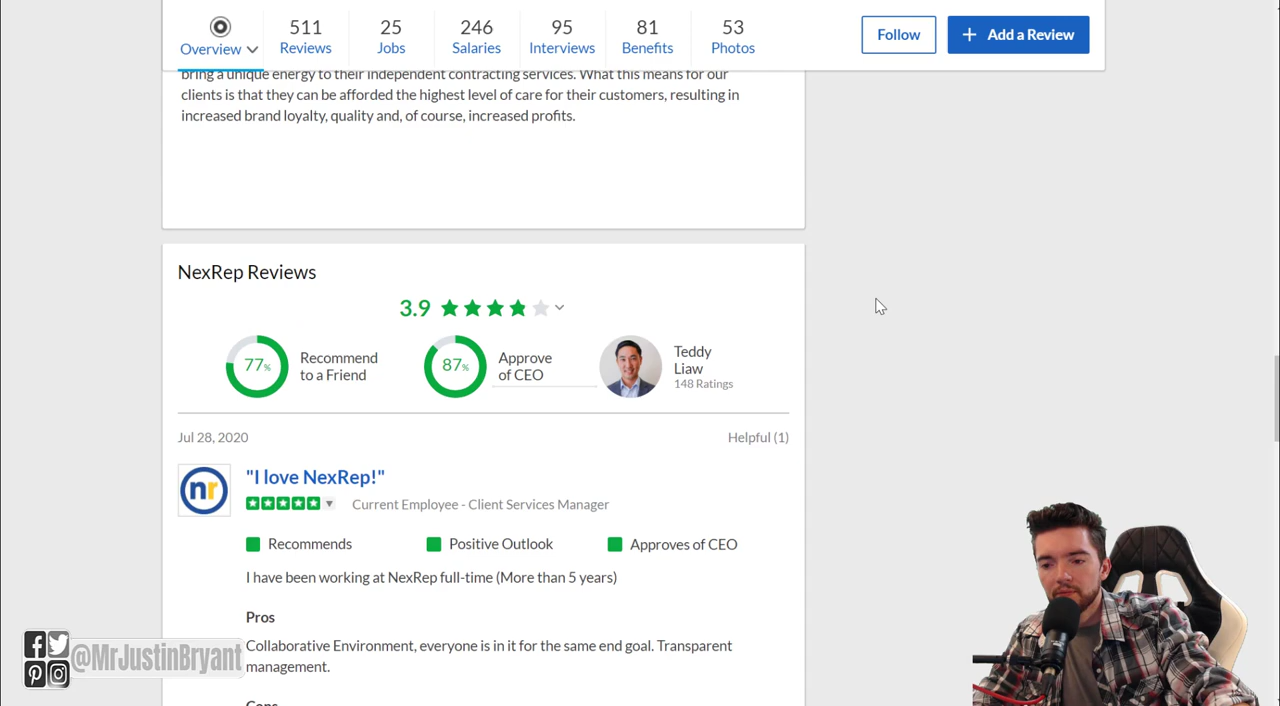 511 25 246 95 81 53
Overview Reviews Jobs Salaries Interviews Benefits Photos
Follow
+ Add a Review
bring a unique energy to their independent contracting services. What this means for our
clients is that they can be afforded the highest level of care for their customers, resulting in
increased brand loyalty, quality and, of course, increased profits.
NexRep Reviews
3.9
77% Recommend
to a Friend
87% Approve
of CEO
Teddy
Liaw
148 Ratings
Jul 28, 2020 Helpful (1)
nr
"I love NexRep!"
Current Employee - Client Services Manager
Recommends Positive Outlook Approves of CEO
I have been working at NexRep full-time (More than 5 years)
Pros
Collaborative Environment, everyone is in it for the same end goal. Transparent
management.
Cons
@MrJustinBryant